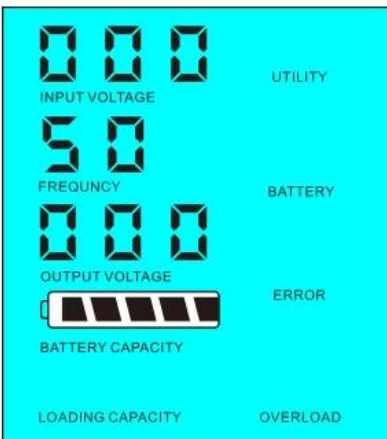 000
UTILITY
INPUT VOLTAGE
50
FREQUNCY
BATTERY
000
OUTPUT VOLTAGE
ERROR
BATTERY CAPACITY
LOADING CAPACITY
OVERLOAD